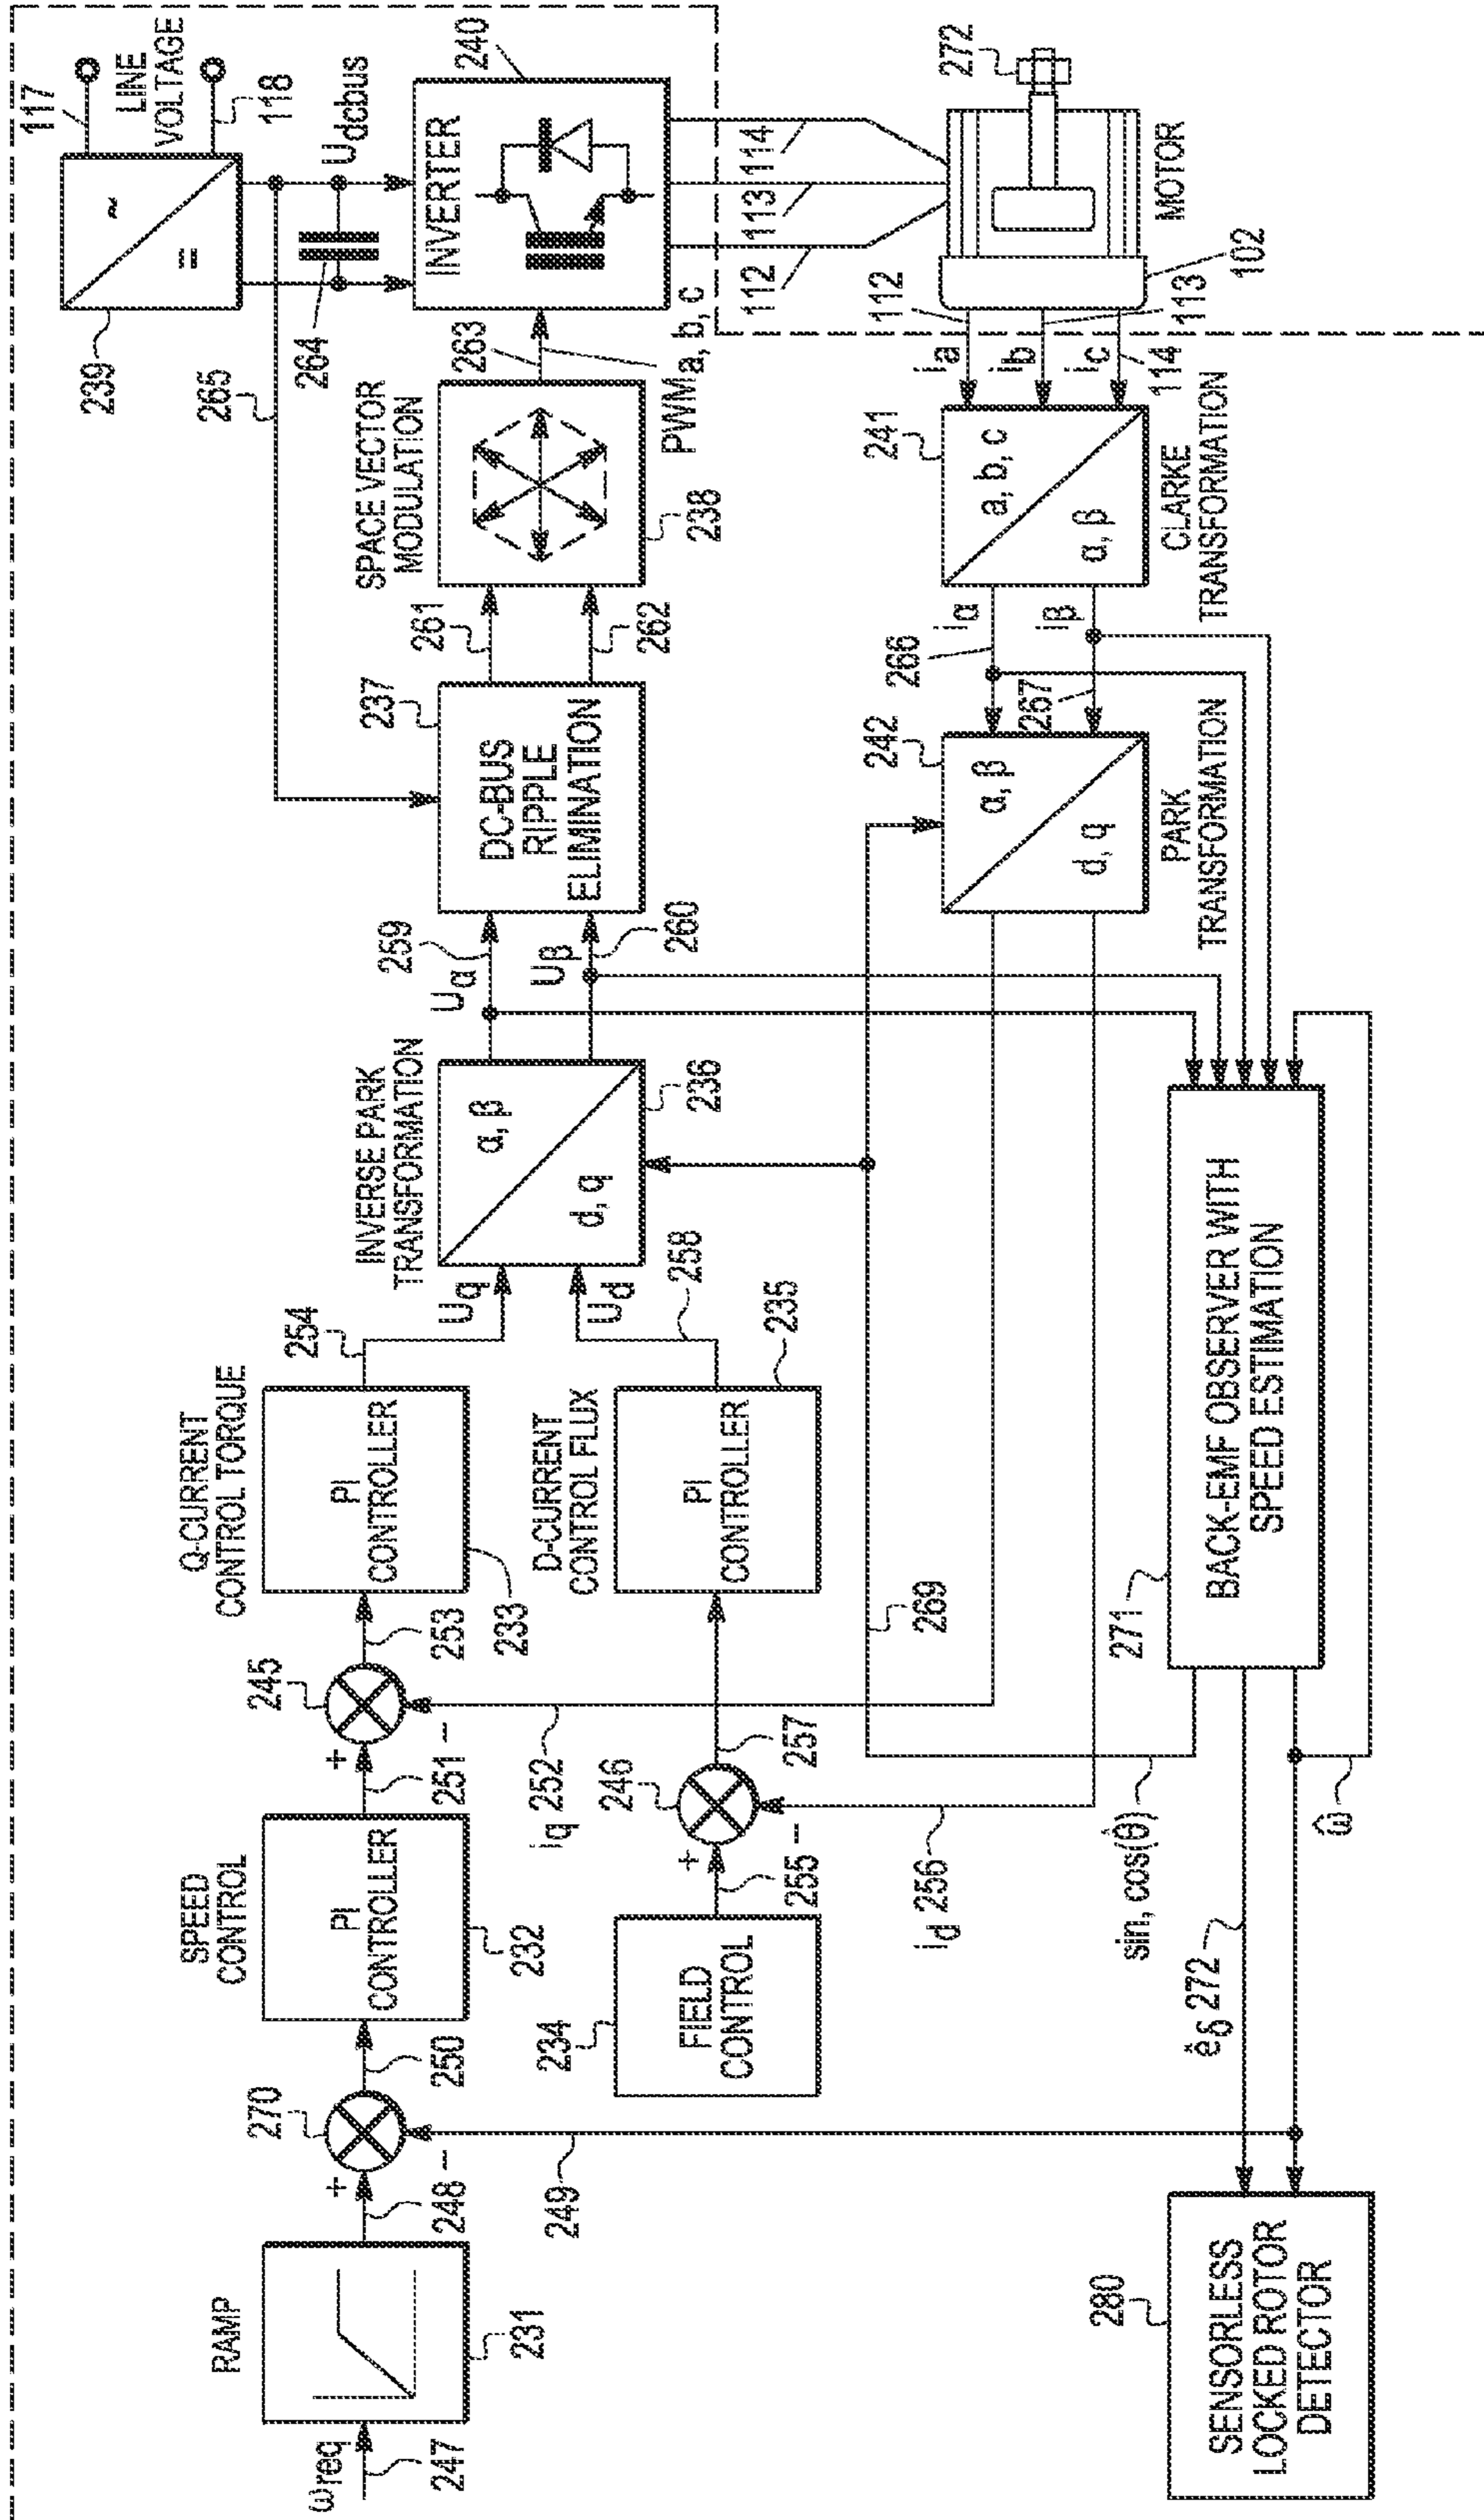 ωreq
247
RAMP
231
248
+
−
270
249
250
SPEED
CONTROL
PI
CONTROLLER
232
251
+
−
245
iq 252
253
Q-CURRENT
CONTROL TORQUE
PI
CONTROLLER
233
254
Uq
FIELD
CONTROL
234
255
+
−
246
id 256
257
D-CURRENT
CONTROL FLUX
PI
CONTROLLER
235
258
Ud
INVERSE PARK
TRANSFORMATION
α, β
d, q
236
Uα
259
Uβ
260
237
DC-BUS
RIPPLE
ELIMINATION
261
262
SPACE VECTOR
MODULATION
238
263
PWMa, b, c
265
239
~
=
117
LINE
VOLTAGE
118
264
Udcbus
INVERTER
240
112
113
114
272
MOTOR
102
112
113
114
ia
ib
ic
241
a, b, c
α, β
CLARKE
TRANSFORMATION
iα
266
iβ
267
242
α, β
d, q
PARK
TRANSFORMATION
269
271
BACK-EMF OBSERVER WITH
SPEED ESTIMATION
sin, cos(θ̂)
êδ 272
ω̂
280
SENSORLESS
LOCKED ROTOR
DETECTOR